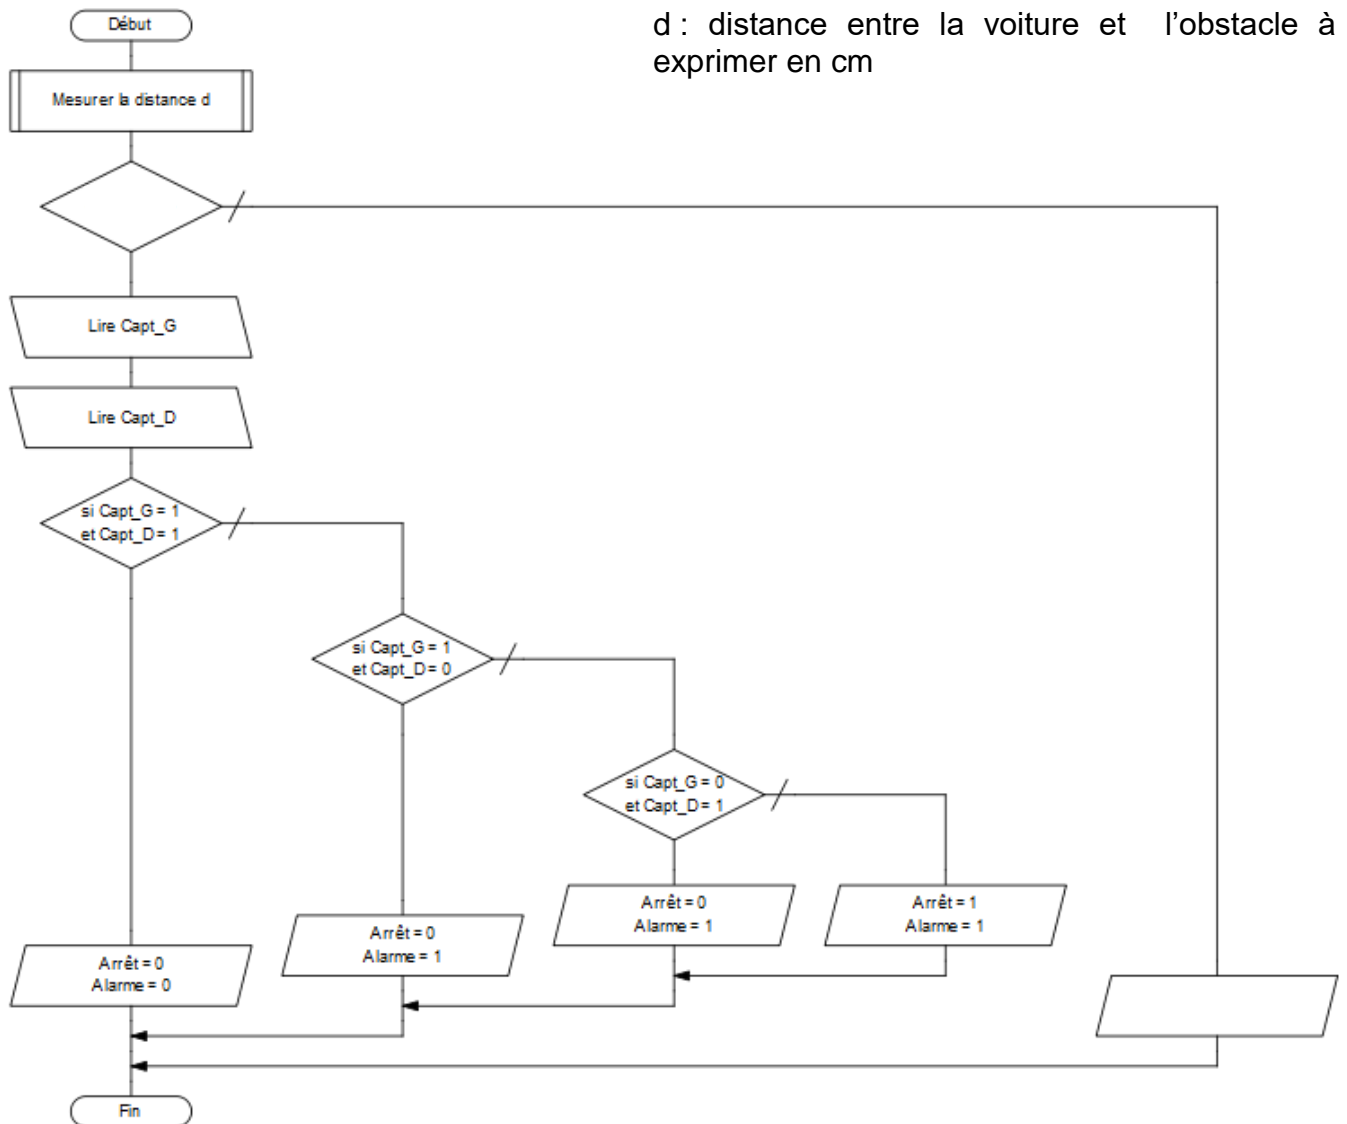 Début
d : distance entre la voiture et l’obstacle à
exprimer en cm
Mesurer la distance d
Lire Capt_G
Lire Capt_D
si Capt_G = 1
et Capt_D = 1
si Capt_G = 1
et Capt_D = 0
si Capt_G = 0
et Capt_D = 1
Arrêt = 0
Alarme = 1
Arrêt = 1
Alarme = 1
Arrêt = 0
Alarme = 1
Arrêt = 0
Alarme = 0
Fin